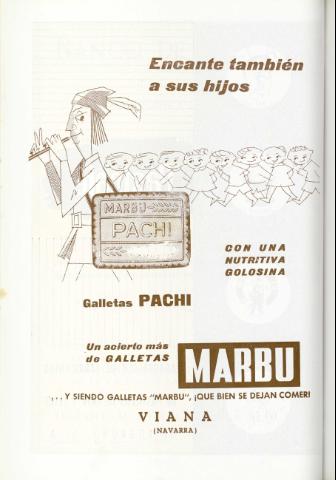 Encante también
a sus hijos
MARBU
PACHI
CON UNA
NUTRITIVA
GOLOSINA
Galletas PACHI
Un acierto más
de GALLETAS
MARBU
¡... Y SIENDO GALLETAS "MARBU", ¡QUE BIEN SE DEJAN COMER!
VIANA
(NAVARRA)